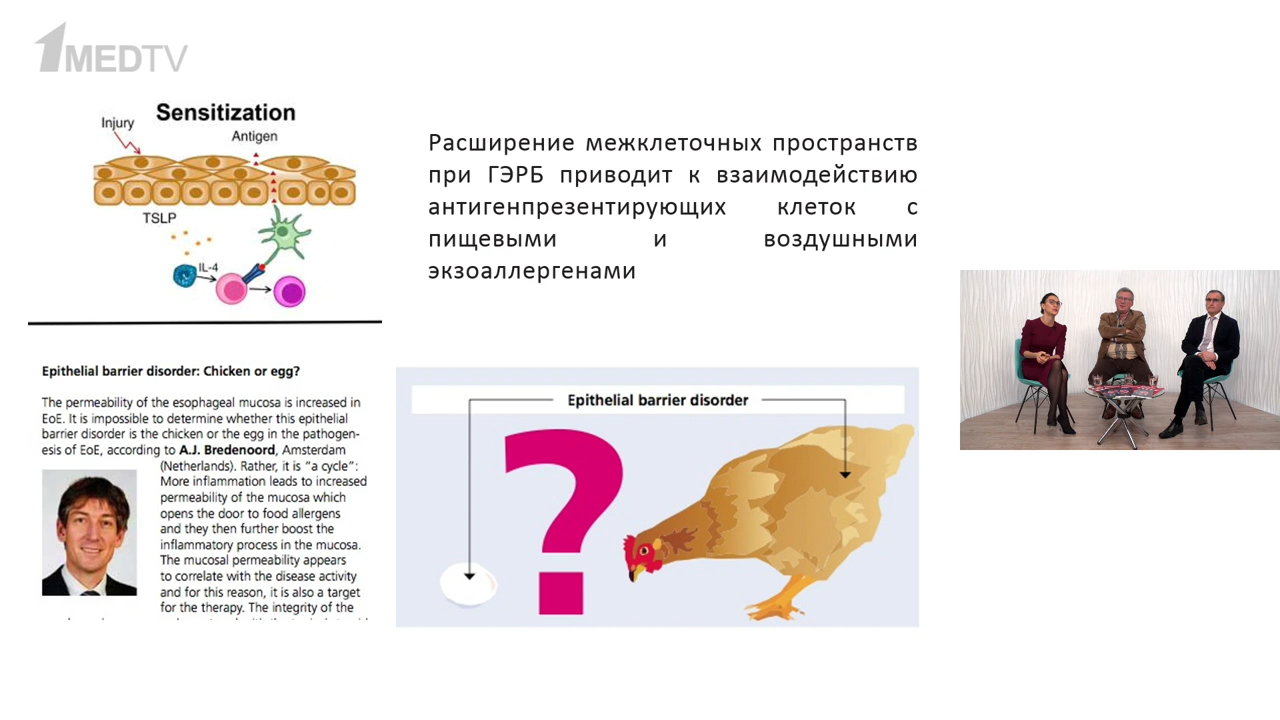 1MEDTV
Sensitization
Injury
Antigen
TSLP
IL-4
Расширение межклеточных пространств
при ГЭРБ приводит к взаимодействию
антигенпрезентирующих клеток с
пищевыми и воздушными
экзоаллергенами
Epithelial barrier disorder: Chicken or egg?
The permeability of the esophageal mucosa is increased in
EoE. It is impossible to determine whether this epithelial
barrier disorder is the chicken or the egg in the pathogen-
esis of EoE, according to A.J. Bredenoord, Amsterdam
(Netherlands). Rather, it is “a cycle”:
More inflammation leads to increased
permeability of the mucosa which
opens the door to food allergens
and they then further boost the
inflammatory process in the mucosa.
The mucosal permeability appears
to correlate with the disease activity
and for this reason, it is also a target
for the therapy. The integrity of the
Epithelial barrier disorder
?